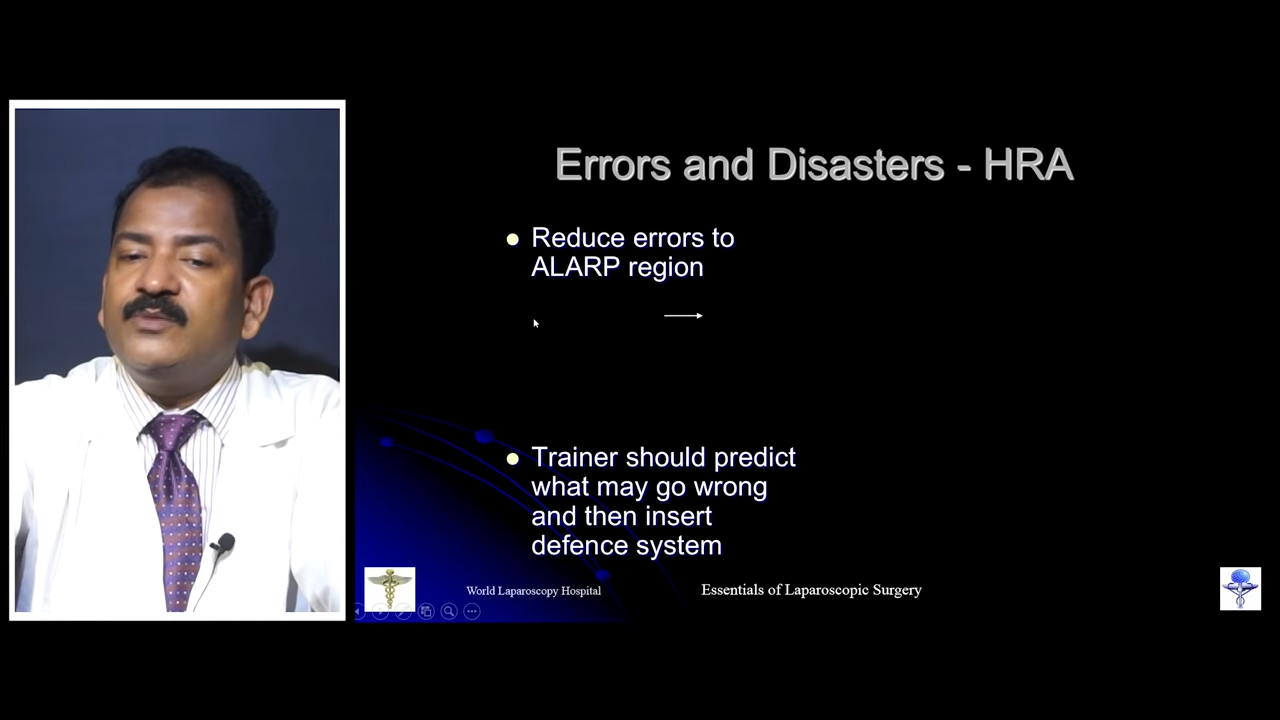 Errors and Disasters - HRA
Reduce errors to
ALARP region
Trainer should predict
what may go wrong
and then insert
defence system
World Laparoscopy Hospital
Essentials of Laparoscopic Surgery